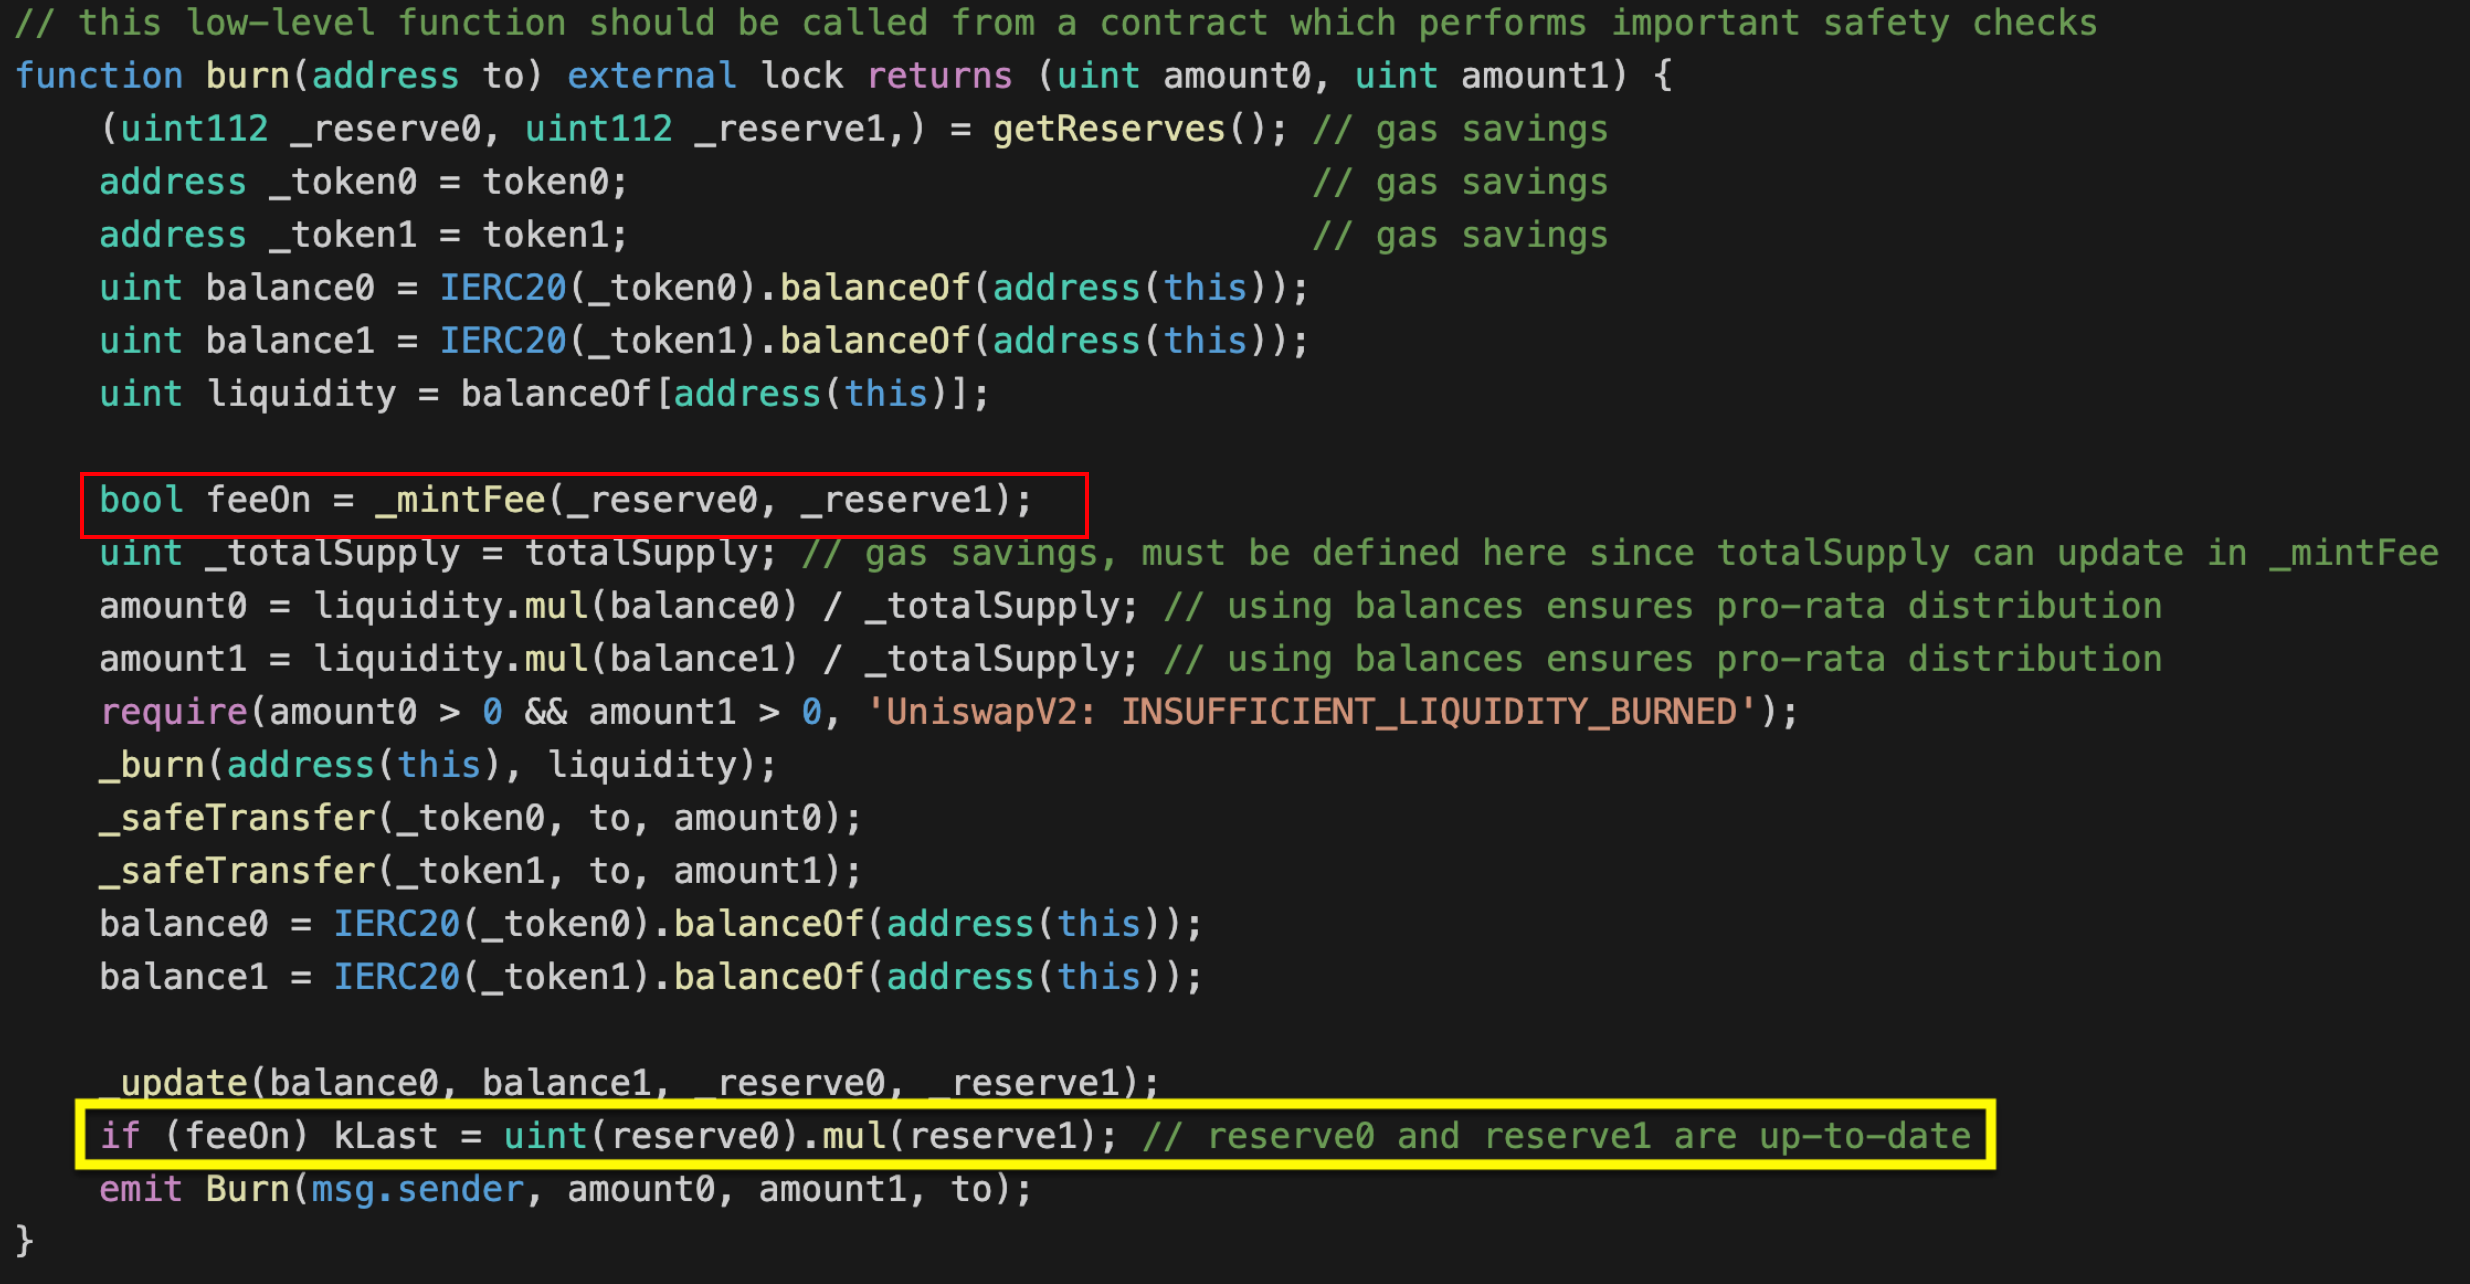 // this low-level function should be called from a contract which performs important safety checks
function burn(address to) external lock returns (uint amount0, uint amount1) {
    (uint112 _reserve0, uint112 _reserve1,) = getReserves(); // gas savings
    address _token0 = token0;                                // gas savings
    address _token1 = token1;                                // gas savings
    uint balance0 = IERC20(_token0).balanceOf(address(this));
    uint balance1 = IERC20(_token1).balanceOf(address(this));
    uint liquidity = balanceOf[address(this)];

    bool feeOn = _mintFee(_reserve0, _reserve1);
    uint _totalSupply = totalSupply; // gas savings, must be defined here since totalSupply can update in _mintFee
    amount0 = liquidity.mul(balance0) / _totalSupply; // using balances ensures pro-rata distribution
    amount1 = liquidity.mul(balance1) / _totalSupply; // using balances ensures pro-rata distribution
    require(amount0 > 0 && amount1 > 0, 'UniswapV2: INSUFFICIENT_LIQUIDITY_BURNED');
    _burn(address(this), liquidity);
    _safeTransfer(_token0, to, amount0);
    _safeTransfer(_token1, to, amount1);
    balance0 = IERC20(_token0).balanceOf(address(this));
    balance1 = IERC20(_token1).balanceOf(address(this));

    _update(balance0, balance1, _reserve0, _reserve1);
    if (feeOn) kLast = uint(reserve0).mul(reserve1); // reserve0 and reserve1 are up-to-date
    emit Burn(msg.sender, amount0, amount1, to);
}